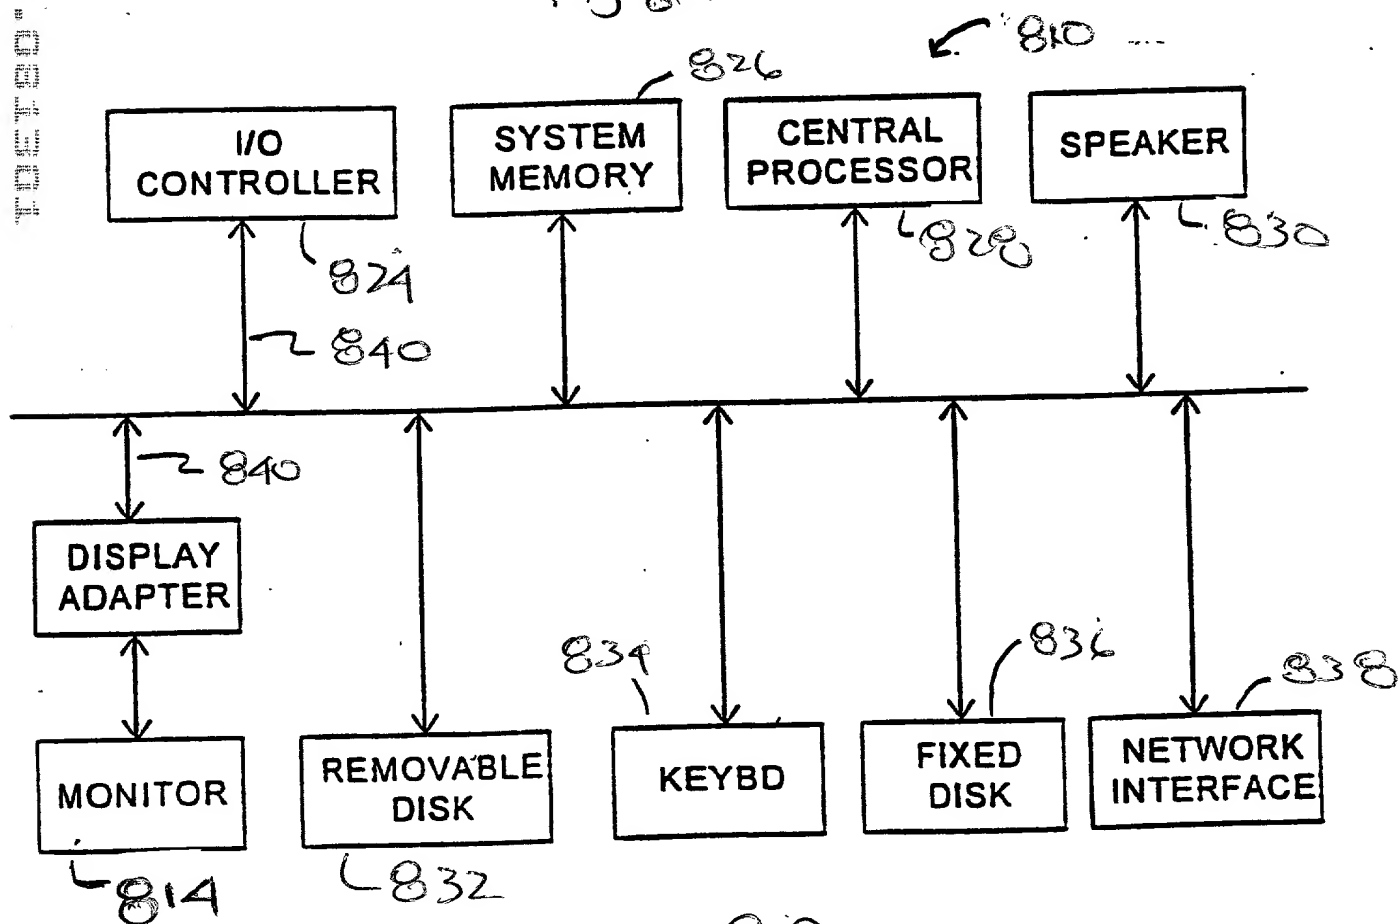 810
826
I/O
CONTROLLER
SYSTEM
MEMORY
CENTRAL
PROCESSOR
SPEAKER
824
828
830
840
840
DISPLAY
ADAPTER
834
836
838
MONITOR
REMOVABLE
DISK
KEYBD
FIXED
DISK
NETWORK
INTERFACE
814
832